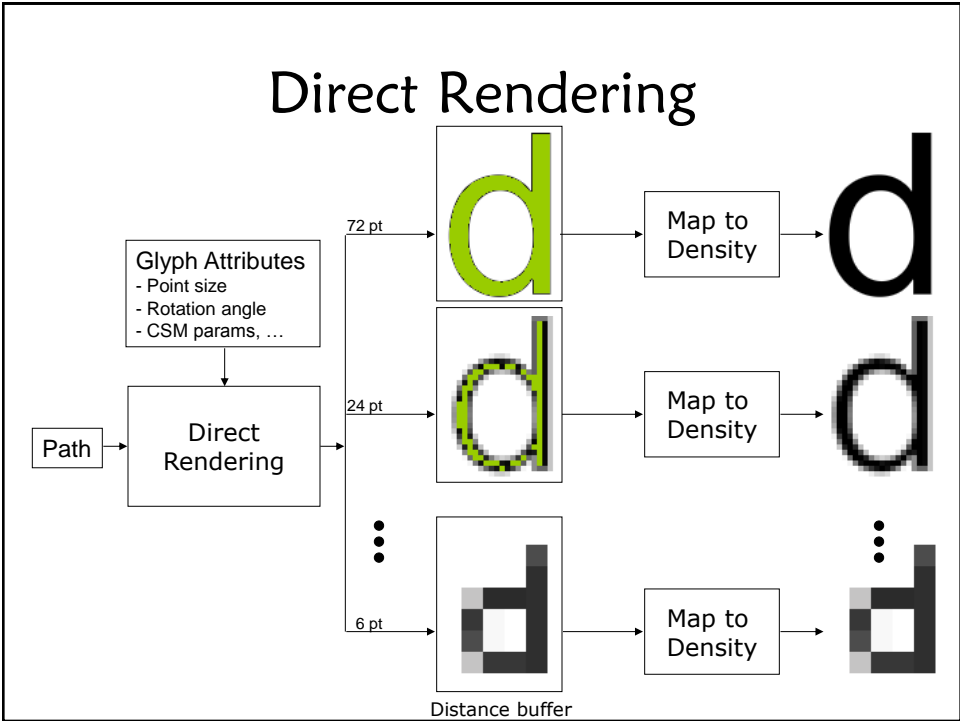 Direct Rendering
72 pt
Map to
Density
Glyph Attributes
- Point size
- Rotation angle
- CSM params, …
24 pt
Map to
Density
Path
Direct
Rendering
6 pt
Map to
Density
Distance buffer
d
d
d
d
d
d